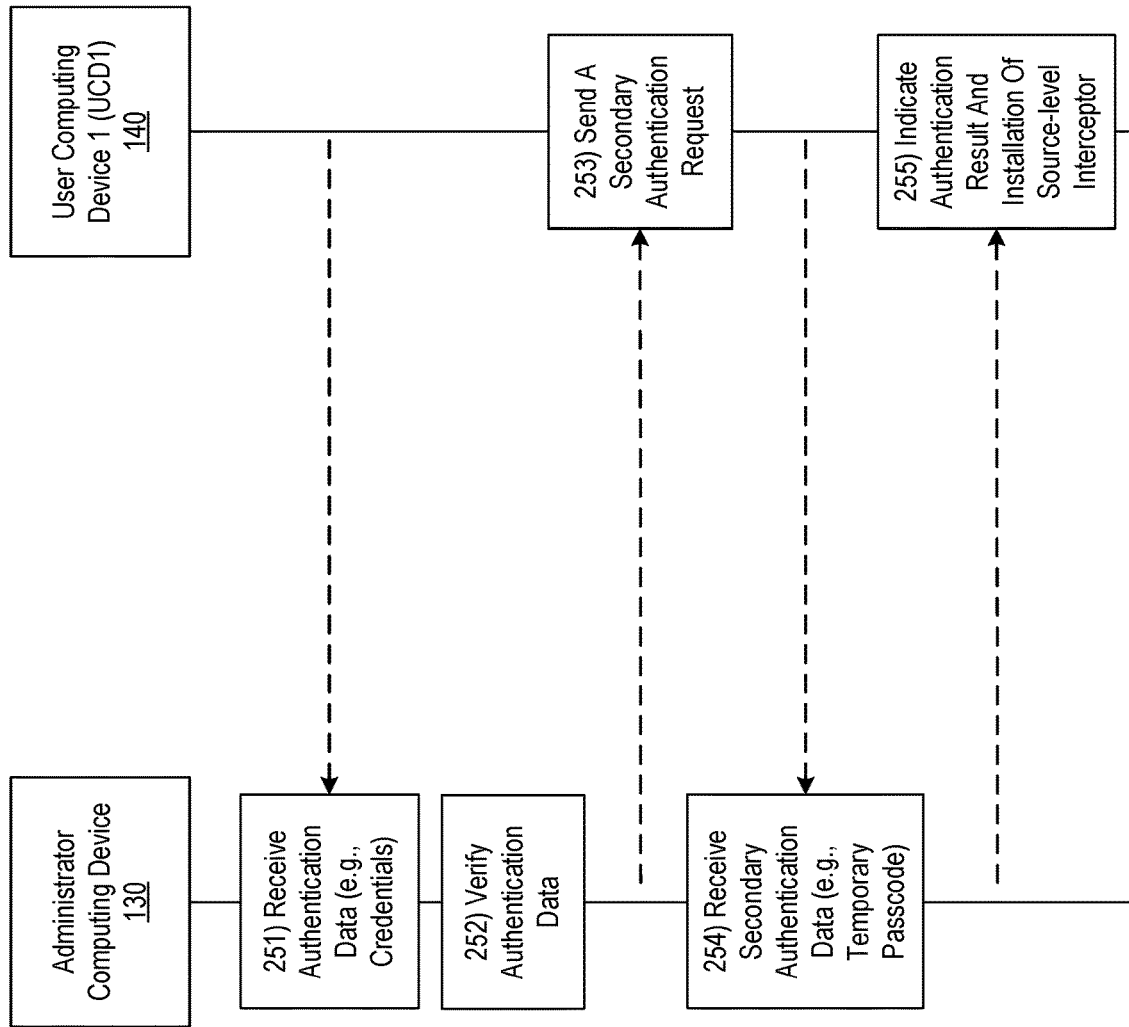 Administrator
Computing Device
130
User Computing
Device 1 (UCD1)
140
251) Receive
Authentication
Data (e.g.,
Credentials)
252) Verify
Authentication
Data
253) Send A
Secondary
Authentication
Request
254) Receive
Secondary
Authentication
Data (e.g.,
Temporary
Passcode)
255) Indicate
Authentication
Result And
Installation Of
Source-level
Interceptor